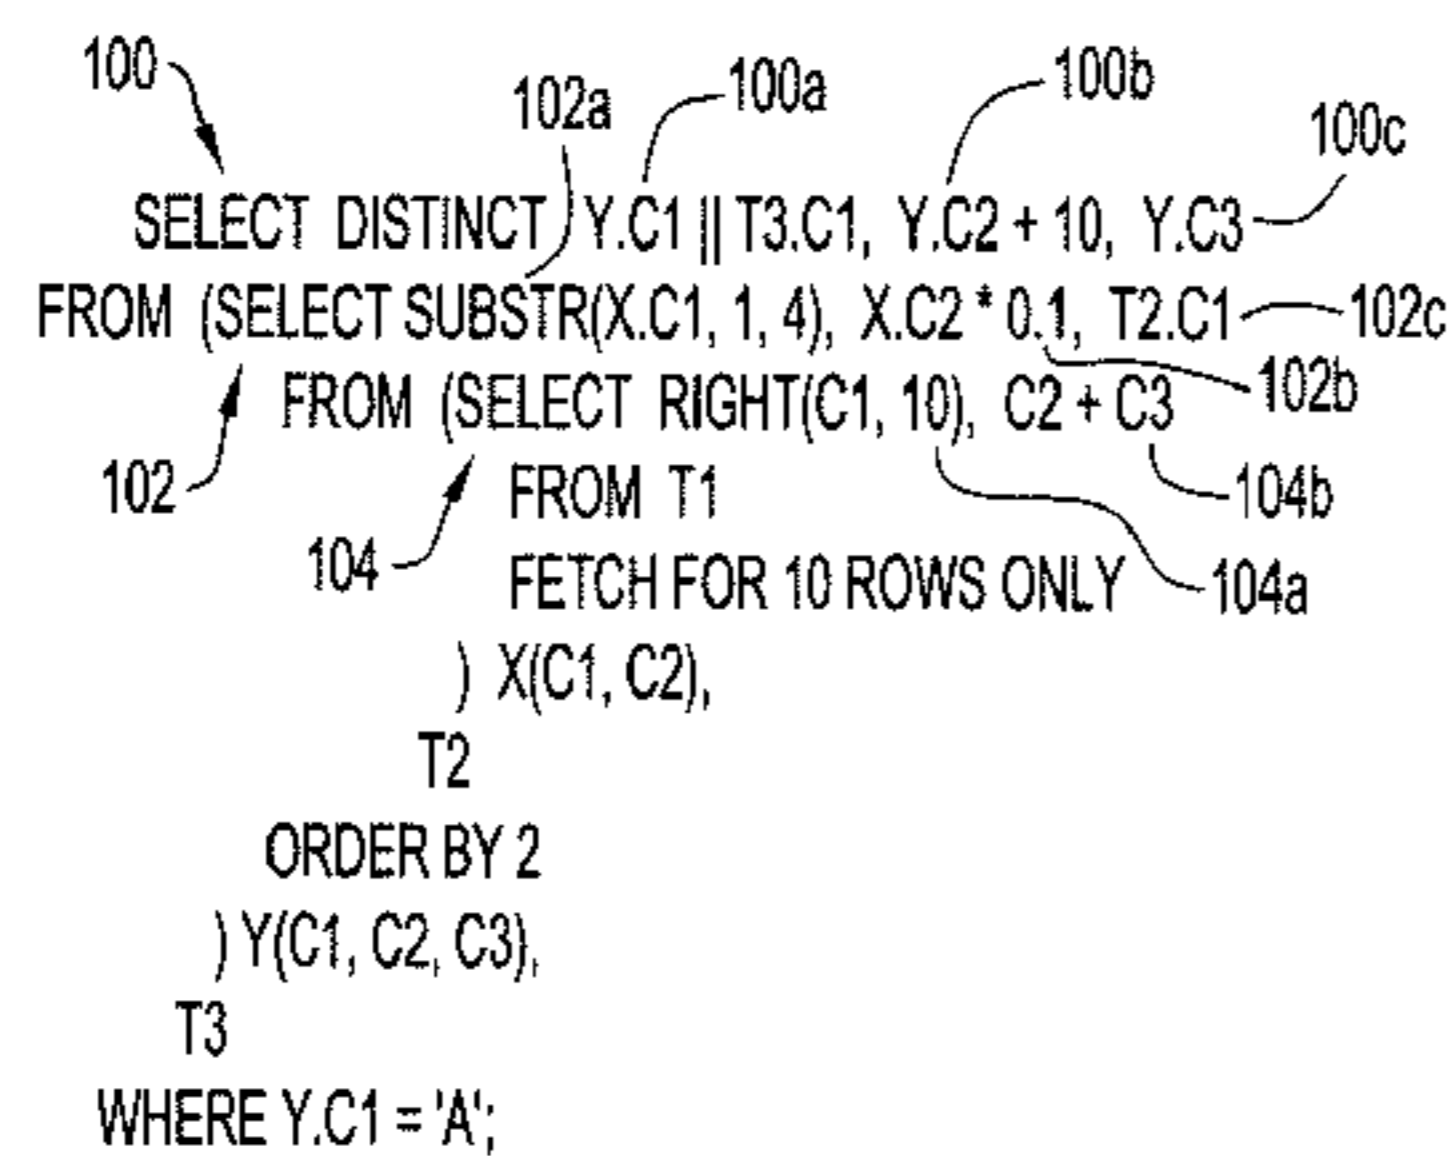 100 100a 100b
102a 100c
SELECT DISTINCT Y.C1 || T3.C1, Y.C2 + 10, Y.C3
FROM (SELECT SUBSTR(X.C1, 1, 4), X.C2 * 0.1, T2.C1 102c
FROM (SELECT RIGHT(C1, 10), C2 + C3 102b
102 FROM T1 104b
104 FETCH FOR 10 ROWS ONLY 104a
) X(C1, C2),
T2
ORDER BY 2
) Y(C1, C2, C3),
T3
WHERE Y.C1 = 'A';